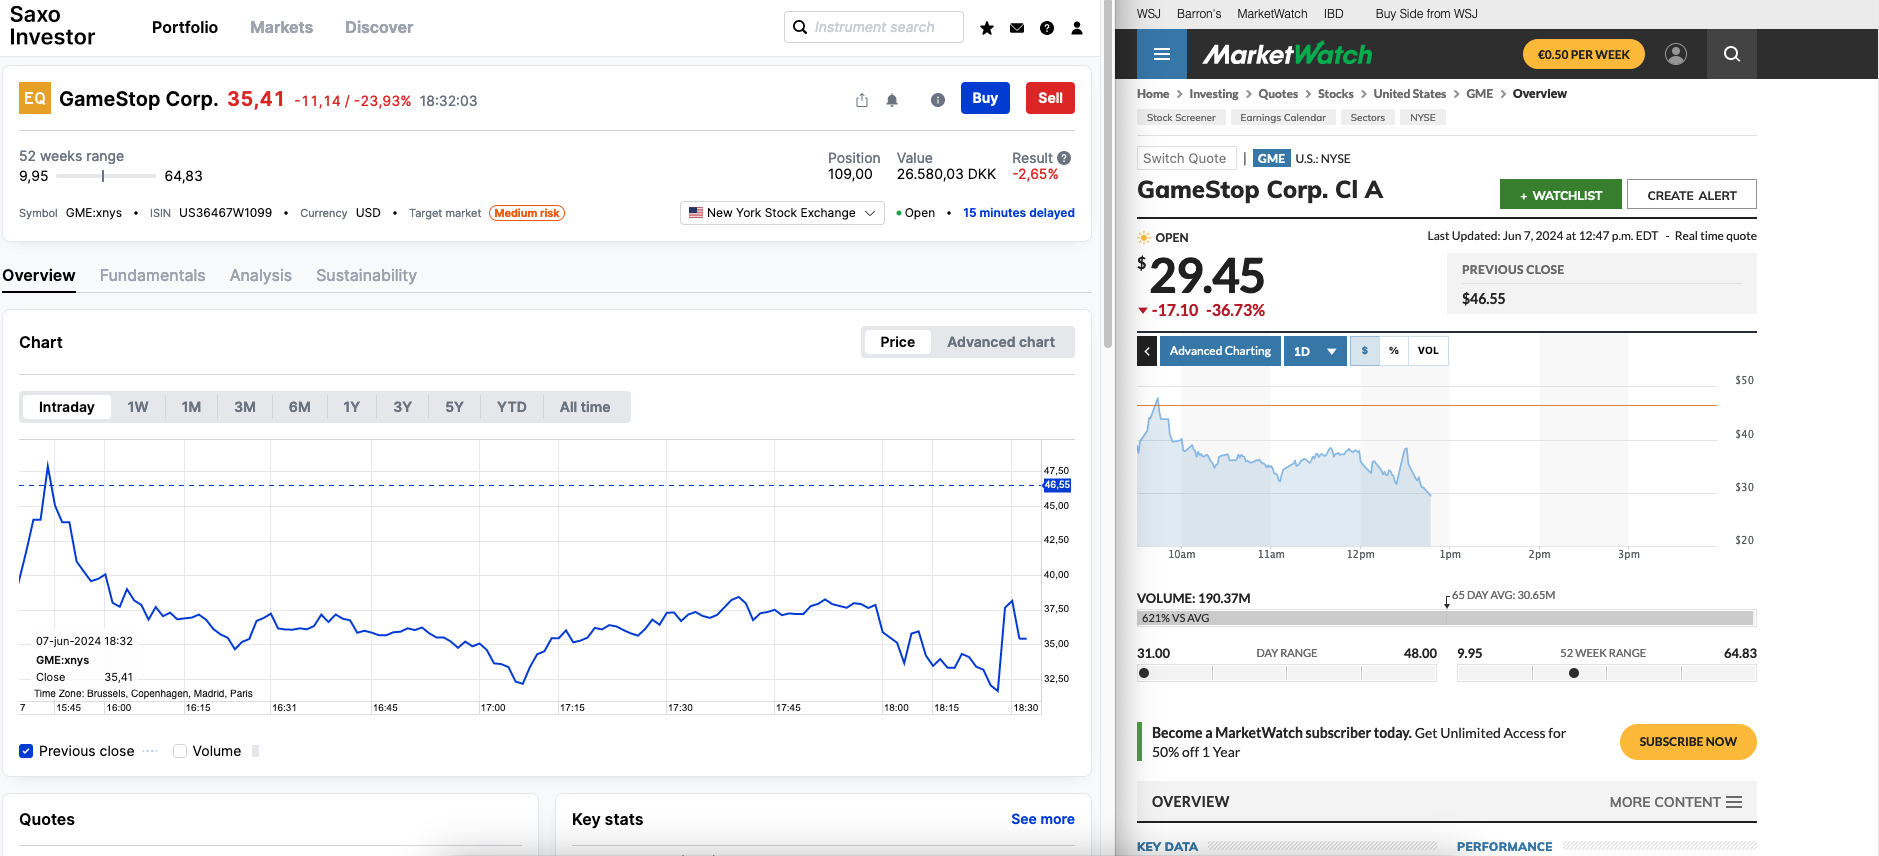 Saxo
Investor
Portfolio Markets Discover
Instrument search
EQ GameStop Corp. 35,41 -11,14 / -23,93% 18:32:03
Buy Sell
52 weeks range
9,95 64,83
Position Value Result
109,00 26.580,03 DKK -2,65%
Symbol GME:xnys • ISIN US36467W1099 • Currency USD • Target market Medium risk
New York Stock Exchange • Open • 15 minutes delayed
Overview Fundamentals Analysis Sustainability
Chart
Price Advanced chart
Intraday 1W 1M 3M 6M 1Y 3Y 5Y YTD All time
47,50
46,55
45,00
42,50
40,00
37,50
35,00
32,50
07-jun-2024 18:32
GME:xnys
Close 35,41
Time Zone: Brussels, Copenhagen, Madrid, Paris
7 15:45 16:00 16:15 16:31 16:45 17:00 17:15 17:30 17:45 18:00 18:15 18:30
Previous close Volume
Quotes
Key stats See more
WSJ Barron's MarketWatch IBD Buy Side from WSJ
MarketWatch
€0.50 PER WEEK
Home > Investing > Quotes > Stocks > United States > GME > Overview
Stock Screener Earnings Calendar Sectors NYSE
Switch Quote | GME U.S.: NYSE
GameStop Corp. Cl A
+ WATCHLIST CREATE ALERT
OPEN
Last Updated: Jun 7, 2024 at 12:47 p.m. EDT - Real time quote
$29.45
-17.10 -36.73%
PREVIOUS CLOSE
$46.55
Advanced Charting 1D $ % VOL
$50
$40
$30
$20
10am 11am 12pm 1pm 2pm 3pm
VOLUME: 190.37M 65 DAY AVG: 30.65M
621% VS AVG
31.00 DAY RANGE 48.00 9.95 52 WEEK RANGE 64.83
Become a MarketWatch subscriber today. Get Unlimited Access for
50% off 1 Year
SUBSCRIBE NOW
OVERVIEW MORE CONTENT
KEY DATA PERFORMANCE